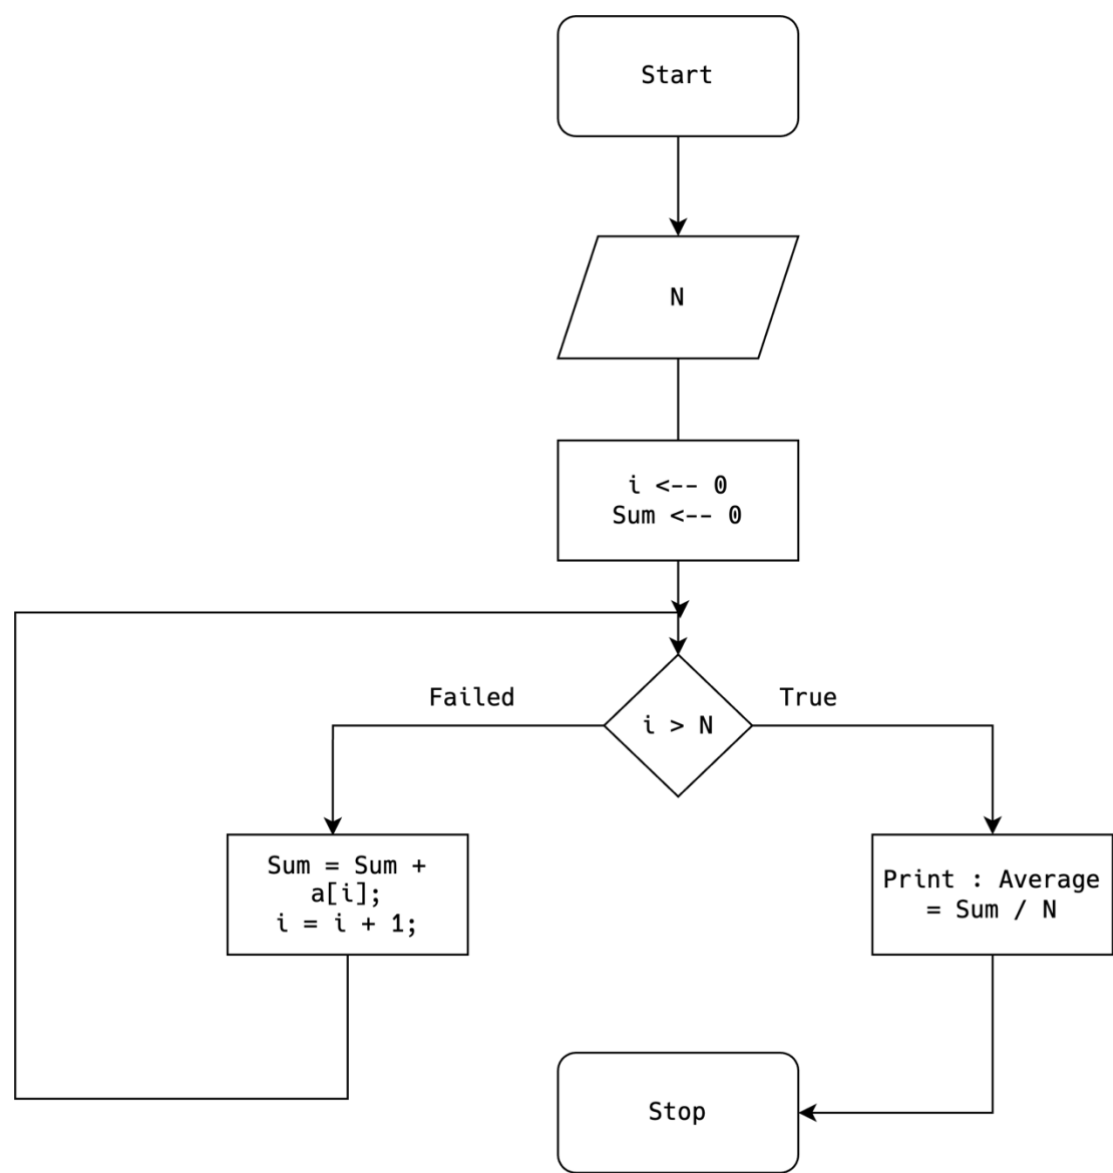 Start
N
i <-- 0
Sum <-- 0
Failed
i > N
True
Sum = Sum +
a[i];
i = i + 1;
Print : Average
= Sum / N
Stop